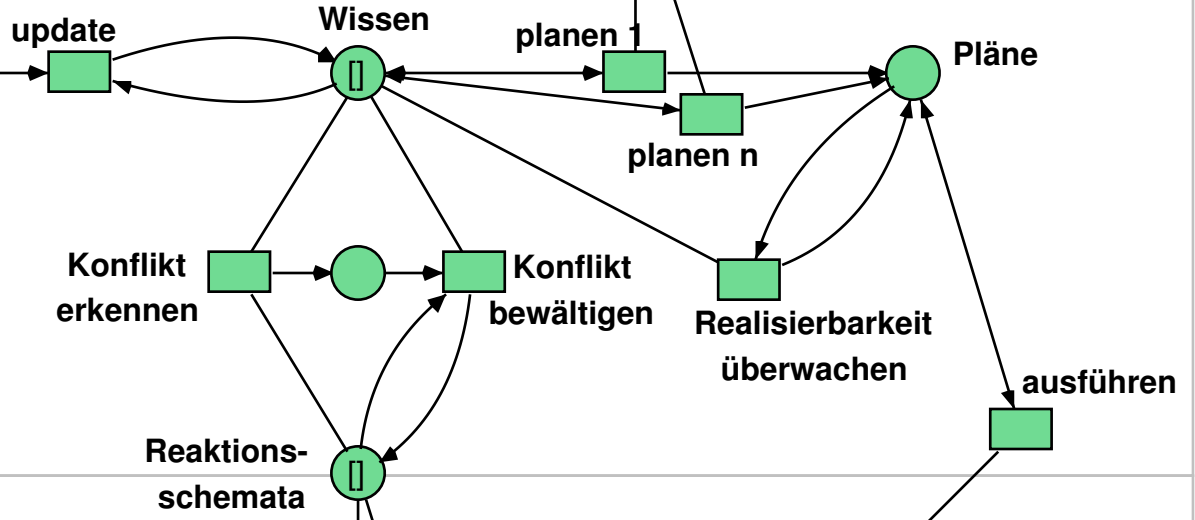 update
Wissen
[]
planen 1
Pläne
planen n
Konflikt
erkennen
Konflikt
bewältigen
Realisierbarkeit
überwachen
ausführen
Reaktions-
schemata
[]